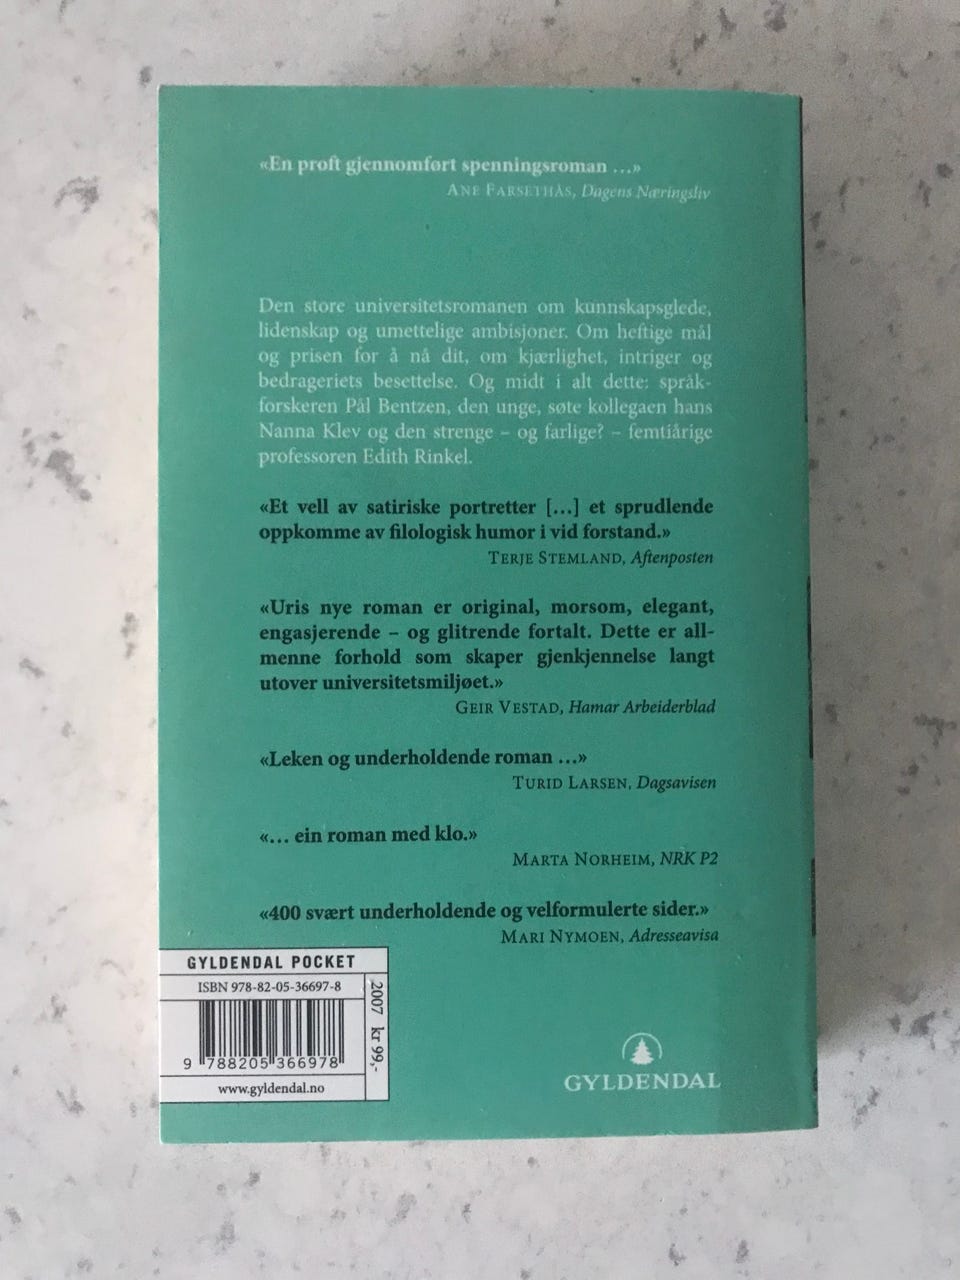 «En proft gjennomført spenningsroman …»
Ane Farsethås, Dagens Næringsliv
Den store universitetsromanen om kunnskapsglede,
lidenskap og umettelige ambisjoner. Om heftige mål
og prisen for å nå dit, om kjærlighet, intriger og
bedrageriets besettelse. Og midt i alt dette: språk-
forskeren Pål Bentzen, den unge, søte kollegaen hans
Nanna Klev og den strenge – og farlige? – femtiårige
professoren Edith Rinkel.
«Et vell av satiriske portretter […] et sprudlende
oppkomme av filologisk humor i vid forstand.»
Terje Stemland, Aftenposten
«Uris nye roman er original, morsom, elegant,
engasjerende – og glitrende fortalt. Dette er all-
menne forhold som skaper gjenkjennelse langt
utover universitetsmiljøet.»
Geir Vestad, Hamar Arbeiderblad
«Leken og underholdende roman …»
Turid Larsen, Dagsavisen
«… ein roman med klo.»
Marta Norheim, NRK P2
«400 svært underholdende og velformulerte sider.»
Mari Nymoen, Adresseavisa
GYLDENDAL POCKET
ISBN 978-82-05-36697-8
9 788205 366978
www.gyldendal.no
2007 kr 99,-
GYLDENDAL